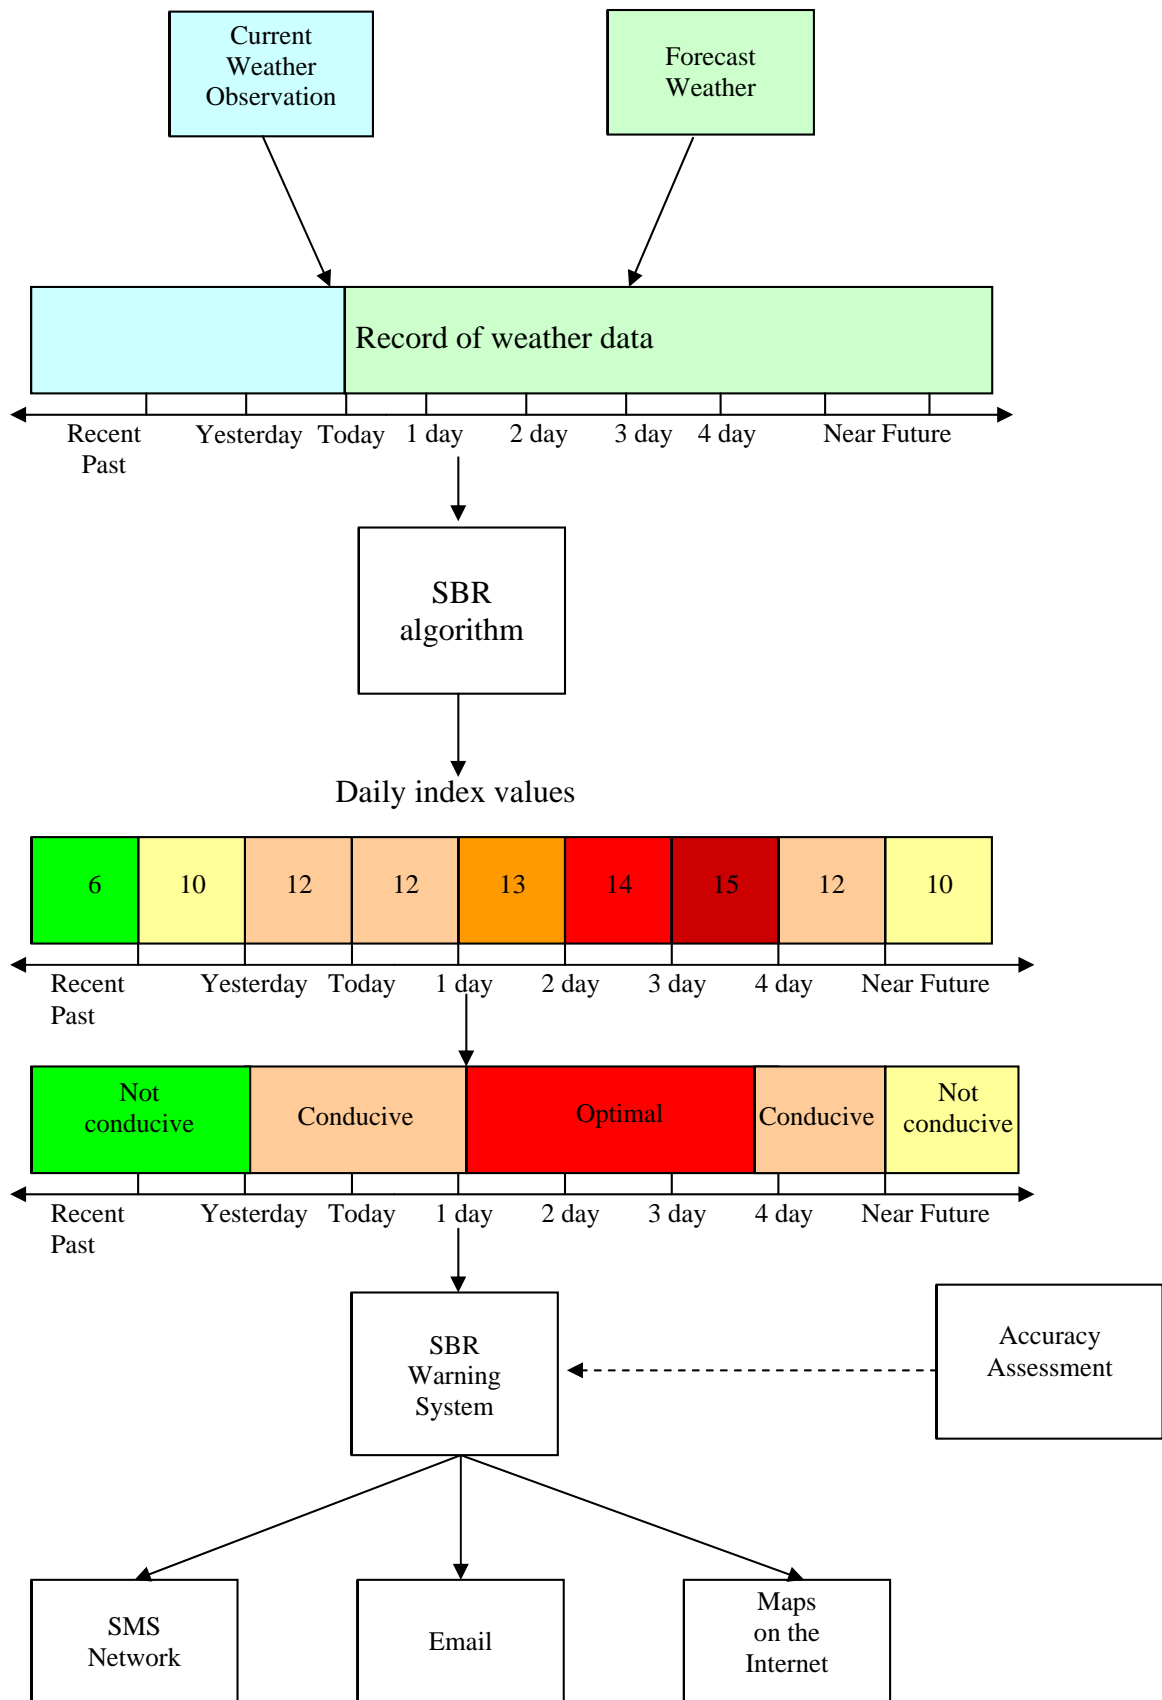 Current
Weather
Observation
Forecast
Weather
Record of weather data
Recent
Past
Yesterday Today 1 day 2 day 3 day 4 day Near Future
SBR
algorithm
Daily index values
6 10 12 12 13 14 15 12 10
Recent
Past
Yesterday Today 1 day 2 day 3 day 4 day Near Future
Not
conducive
Conducive
Optimal
Conducive
Not
conducive
Recent
Past
Yesterday Today 1 day 2 day 3 day 4 day Near Future
SBR
Warning
System
Accuracy
Assessment
SMS
Network
Email
Maps
on the
Internet